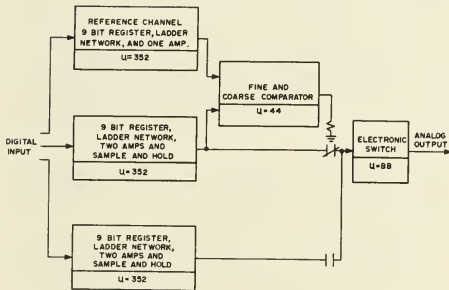 REFERENCE CHANNEL
9 BIT REGISTER, LADDER
NETWORK, AND ONE AMP.
U=352
FINE AND
COARSE COMPARATOR
U=44
DIGITAL
INPUT
9 BIT REGISTER,
LADDER NETWORK,
TWO AMPS AND
SAMPLE AND HOLD
U=352
ELECTRONIC
SWITCH
U=88
ANALOG
OUTPUT
9 BIT REGISTER,
LADDER NETWORK,
TWO AMPS AND
SAMPLE AND HOLD
U=352